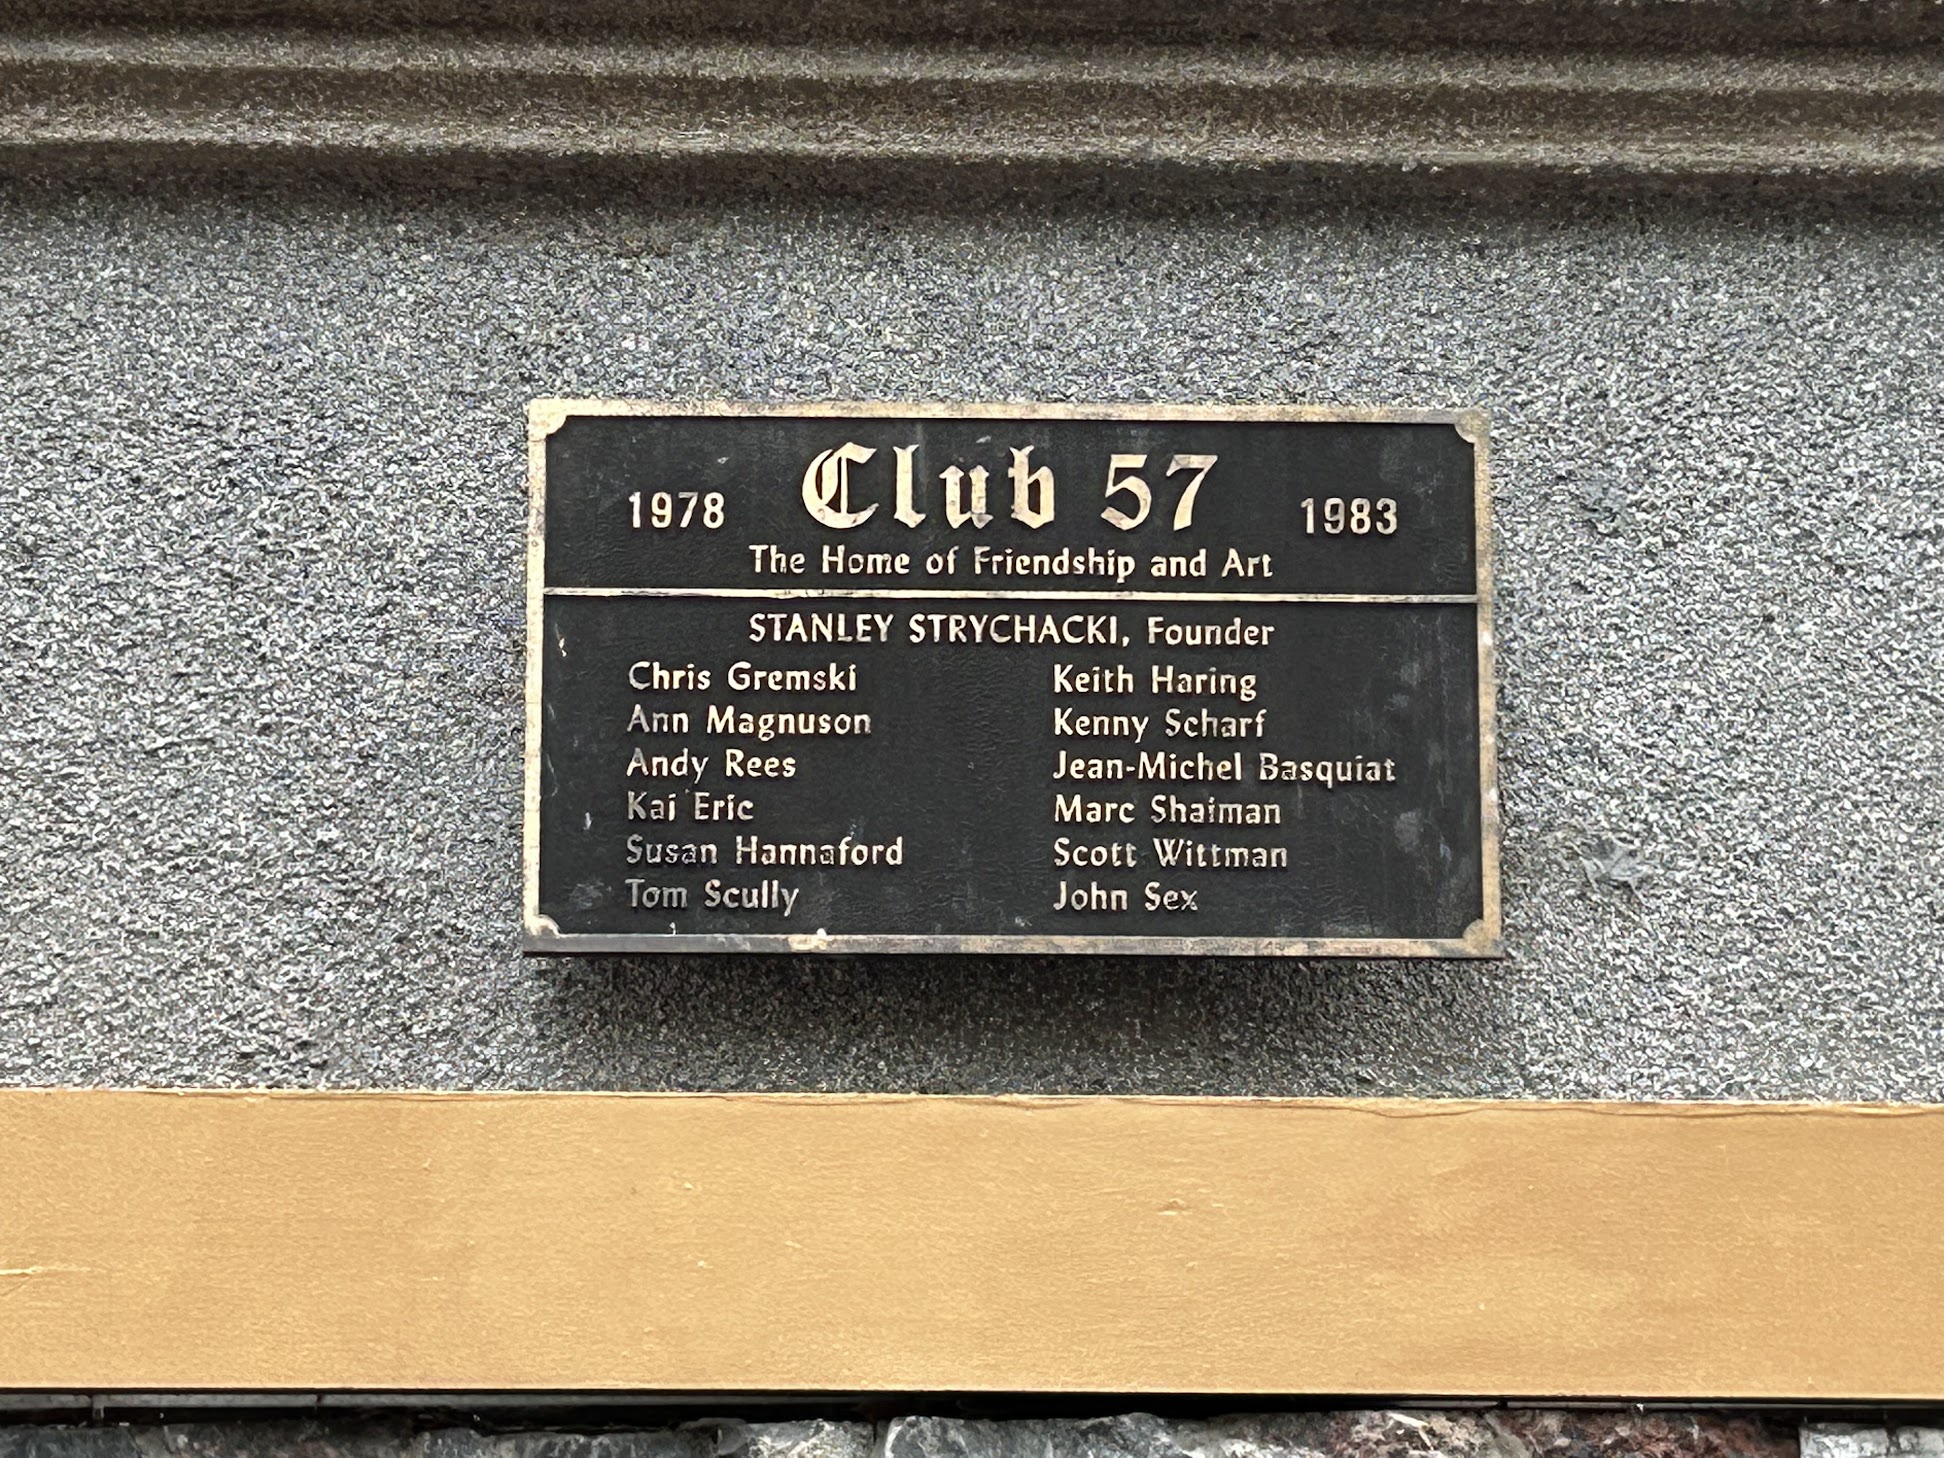 1978 Club 57 1983
The Home of Friendship and Art
STANLEY STRYCHACKI, Founder
Chris Gremski
Ann Magnuson
Andy Rees
Kai Eric
Susan Hannaford
Tom Scully
Keith Haring
Kenny Scharf
Jean-Michel Basquiat
Marc Shaiman
Scott Wittman
John Sex